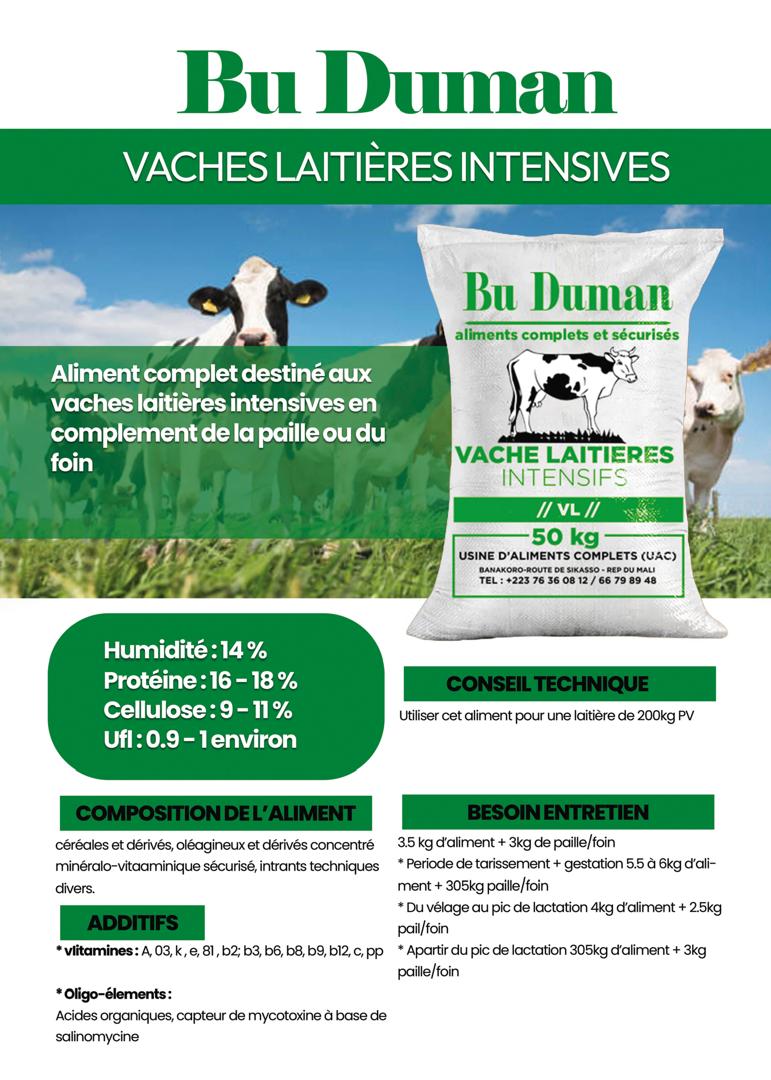 Bu Duman
VACHES LAITIÈRES INTENSIVES
Aliment complet destiné aux
vaches laitières intensives en
complement de la paille ou du
foin
Bu Duman
aliments complets et sécurisés
VACHE LAITIERES
INTENSIFS
// VL //
50 kg
USINE D'ALIMENTS COMPLETS (UAC)
BANAKORO-ROUTE DE SIKASSO - REP DU MALI
TEL : +223 76 36 08 12 / 66 79 89 48
Humidité : 14 %
Protéine : 16 - 18 %
Cellulose : 9 - 11 %
Ufl : 0.9 - 1 environ
CONSEIL TECHNIQUE
Utiliser cet aliment pour une laitière de 200kg PV
COMPOSITION DE L'ALIMENT
céréales et dérivés, oléagineux et dérivés concentré
minéralo-vitaaminique sécurisé, intrants techniques
divers.
ADDITIFS
* vlitamines : A, 03, k , e, 81 , b2; b3, b6, b8, b9, b12, c, pp
* Oligo-élements :
Acides organiques, capteur de mycotoxine à base de
salinomycine
BESOIN ENTRETIEN
3.5 kg d'aliment + 3kg de paille/foin
* Periode de tarissement + gestation 5.5 à 6kg d'ali-
ment + 305kg paille/foin
* Du vélage au pic de lactation 4kg d'aliment + 2.5kg
pail/foin
* Apartir du pic de lactation 305kg d'aliment + 3kg
paille/foin